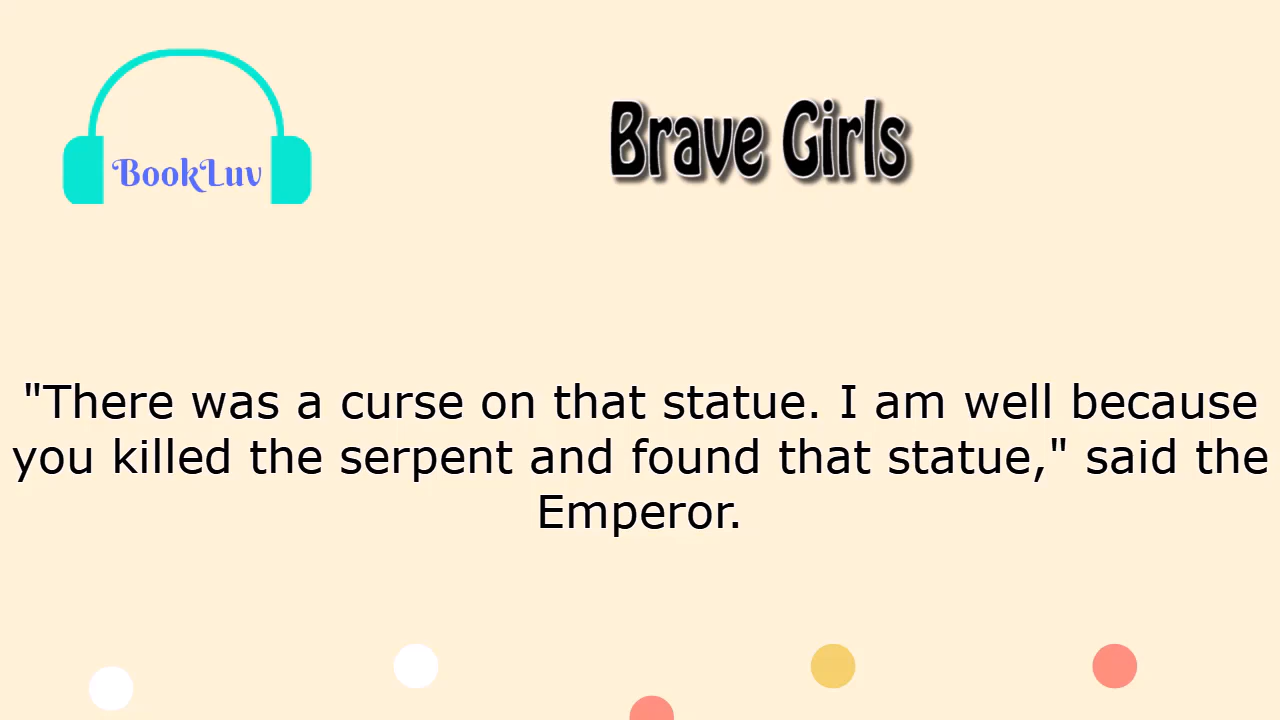 BookLuv
Brave Girls
"There was a curse on that statue. I am well because
you killed the serpent and found that statue," said the
Emperor.